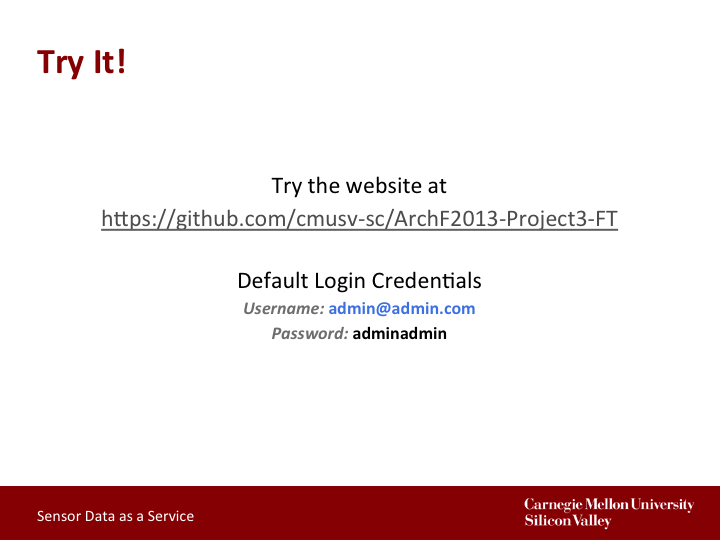 Try It!
Try the website at
https://github.com/cmusv-sc/ArchF2013-Project3-FT
Default Login Credentials
Username: admin@admin.com
Password: adminadmin
Sensor Data as a Service
Carnegie Mellon University
Silicon Valley